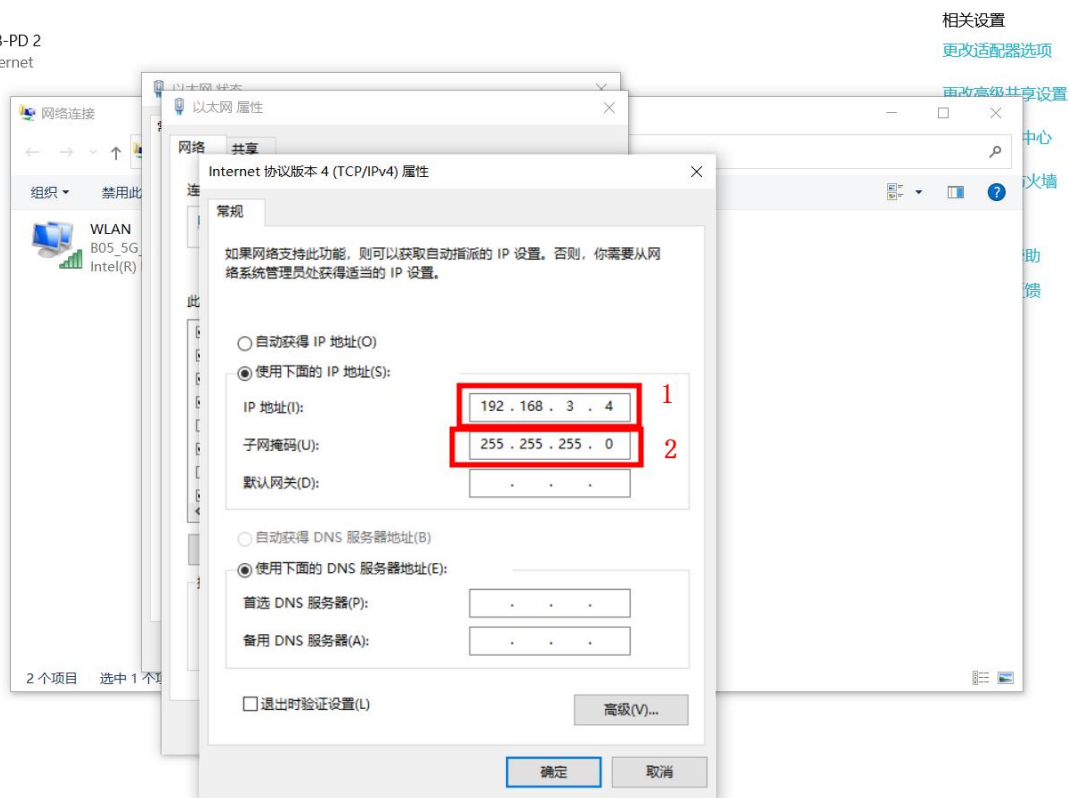 相关设置
3-PD 2
更改适配器选项
ernet
以太网 状态
更改高级共享设置
以太网 属性
网络连接
中心
网络
共享
Internet 协议版本 4 (TCP/IPv4) 属性
火墙
组织
禁用此
连
常规
WLAN
B05_5G_
Intel(R)
如果网络支持此功能，则可以获取自动指派的 IP 设置。否则，你需要从网
络系统管理员处获得适当的 IP 设置。
助
馈
此
自动获得 IP 地址(O)
使用下面的 IP 地址(S):
IP 地址(I):
192 . 168 . 3 . 4
1
子网掩码(U):
255 . 255 . 255 . 0
2
默认网关(D):
. . .
自动获得 DNS 服务器地址(B)
使用下面的 DNS 服务器地址(E):
首选 DNS 服务器(P):
. . .
备用 DNS 服务器(A):
. . .
2 个项目
选中 1 个项
退出时验证设置(L)
高级(V)...
确定
取消